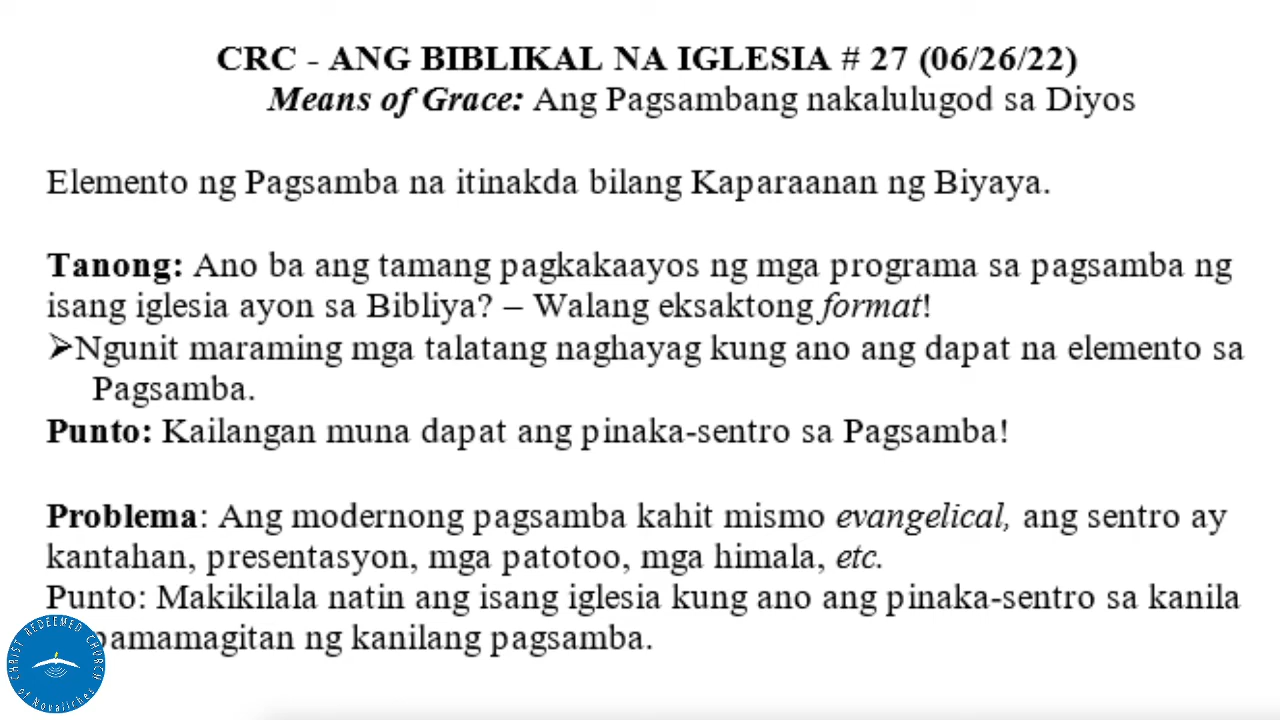 CRC - ANG BIBLIKAL NA IGLESIA # 27 (06/26/22)
Means of Grace: Ang Pagsambang nakalulugod sa Diyos
Elemento ng Pagsamba na itinakda bilang Kaparaanan ng Biyaya.
Tanong: Ano ba ang tamang pagkakaayos ng mga programa sa pagsamba ng
isang iglesia ayon sa Bibliya? – Walang eksaktong format!
➢Ngunit maraming mga talatang naghayag kung ano ang dapat na elemento sa
Pagsamba.
Punto: Kailangan muna dapat ang pinaka-sentro sa Pagsamba!
Problema: Ang modernong pagsamba kahit mismo evangelical, ang sentro ay
kantahan, presentasyon, mga patotoo, mga himala, etc.
Punto: Makikilala natin ang isang iglesia kung ano ang pinaka-sentro sa kanila
pamamagitan ng kanilang pagsamba.
CHRIST REDEEMED CHURCH
of Novaliches